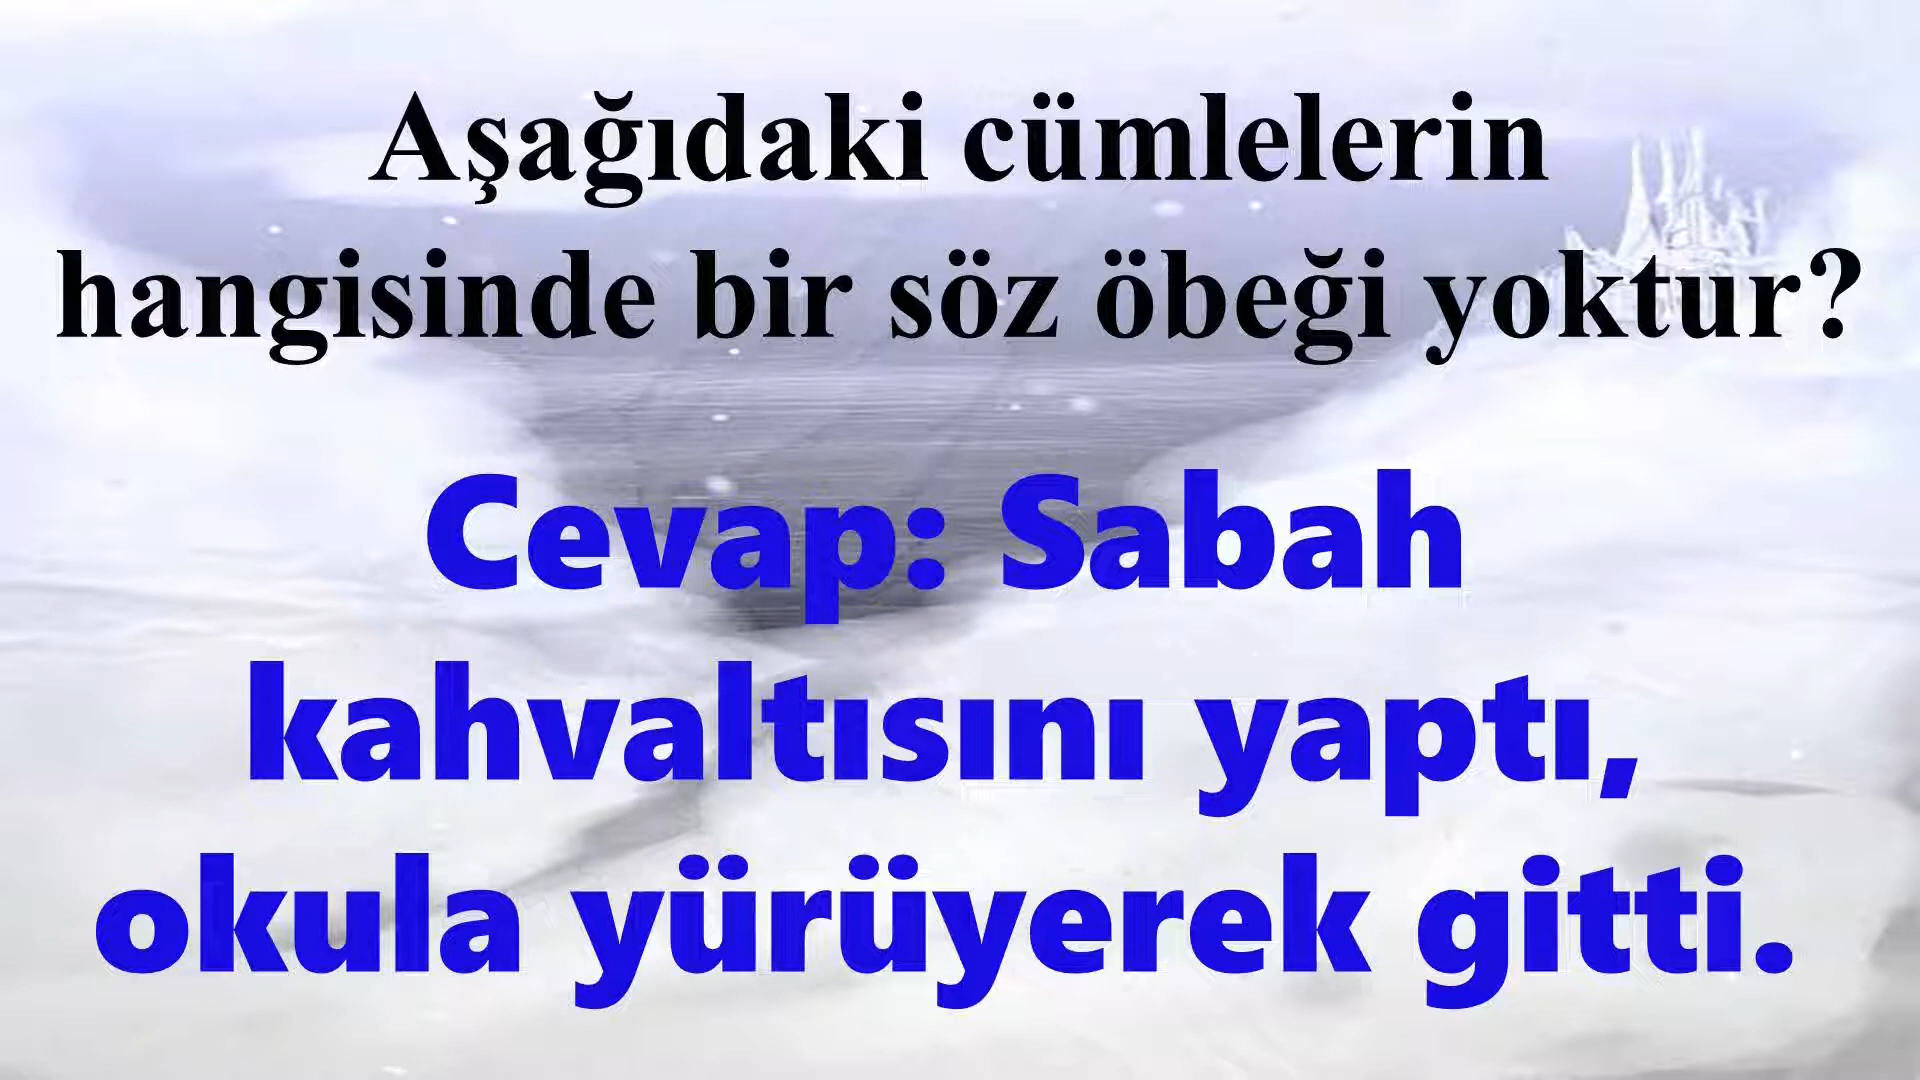 Aşağıdaki cümlelerin
hangisinde bir söz öbeği yoktur?
Cevap: Sabah
kahvaltısını yaptı,
okula yürüyerek gitti.